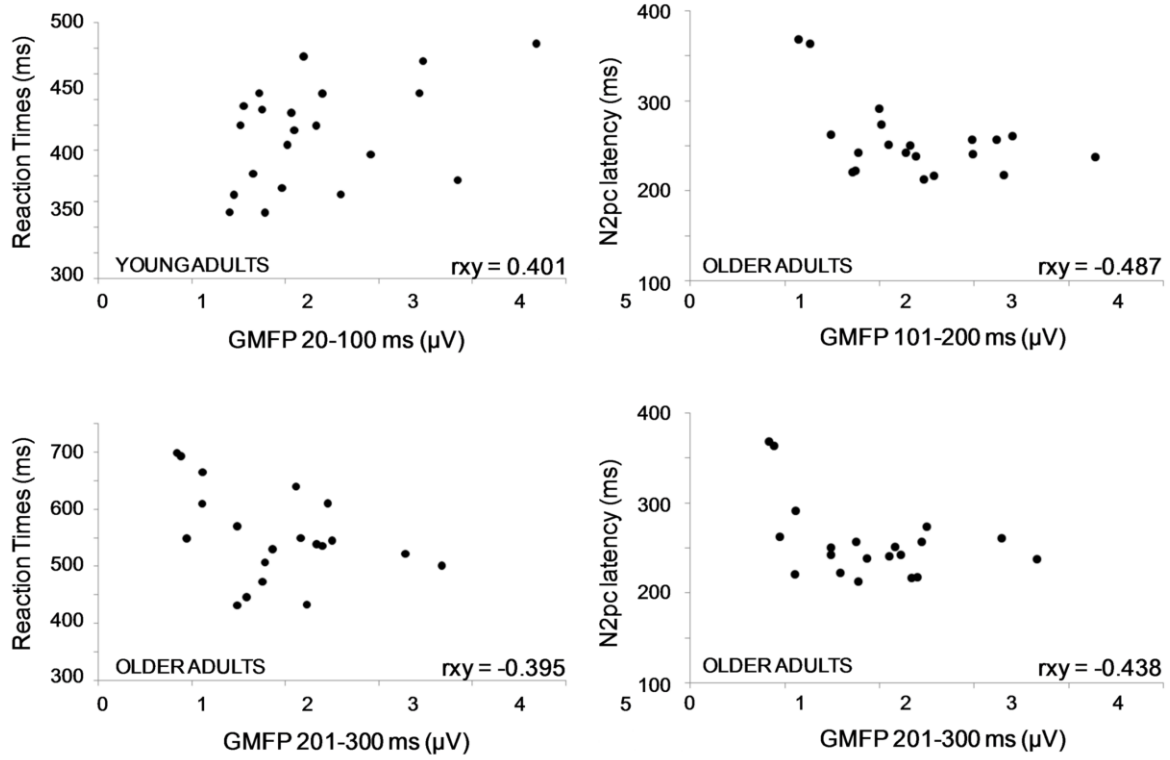 500
450
400
350
300
Reaction Times (ms)
YOUNG ADULTS
rxy = 0.401
0 1 2 3 4 5
GMFP 20-100 ms (μV)
400
300
200
100
N2pc latency (ms)
OLDER ADULTS
rxy = -0.487
0 1 2 3 4
GMFP 101-200 ms (μV)
700
600
500
400
300
Reaction Times (ms)
OLDER ADULTS
rxy = -0.395
0 1 2 3 4 5
GMFP 201-300 ms (μV)
400
300
200
100
N2pc latency (ms)
OLDER ADULTS
rxy = -0.438
0 1 2 3 4
GMFP 201-300 ms (μV)